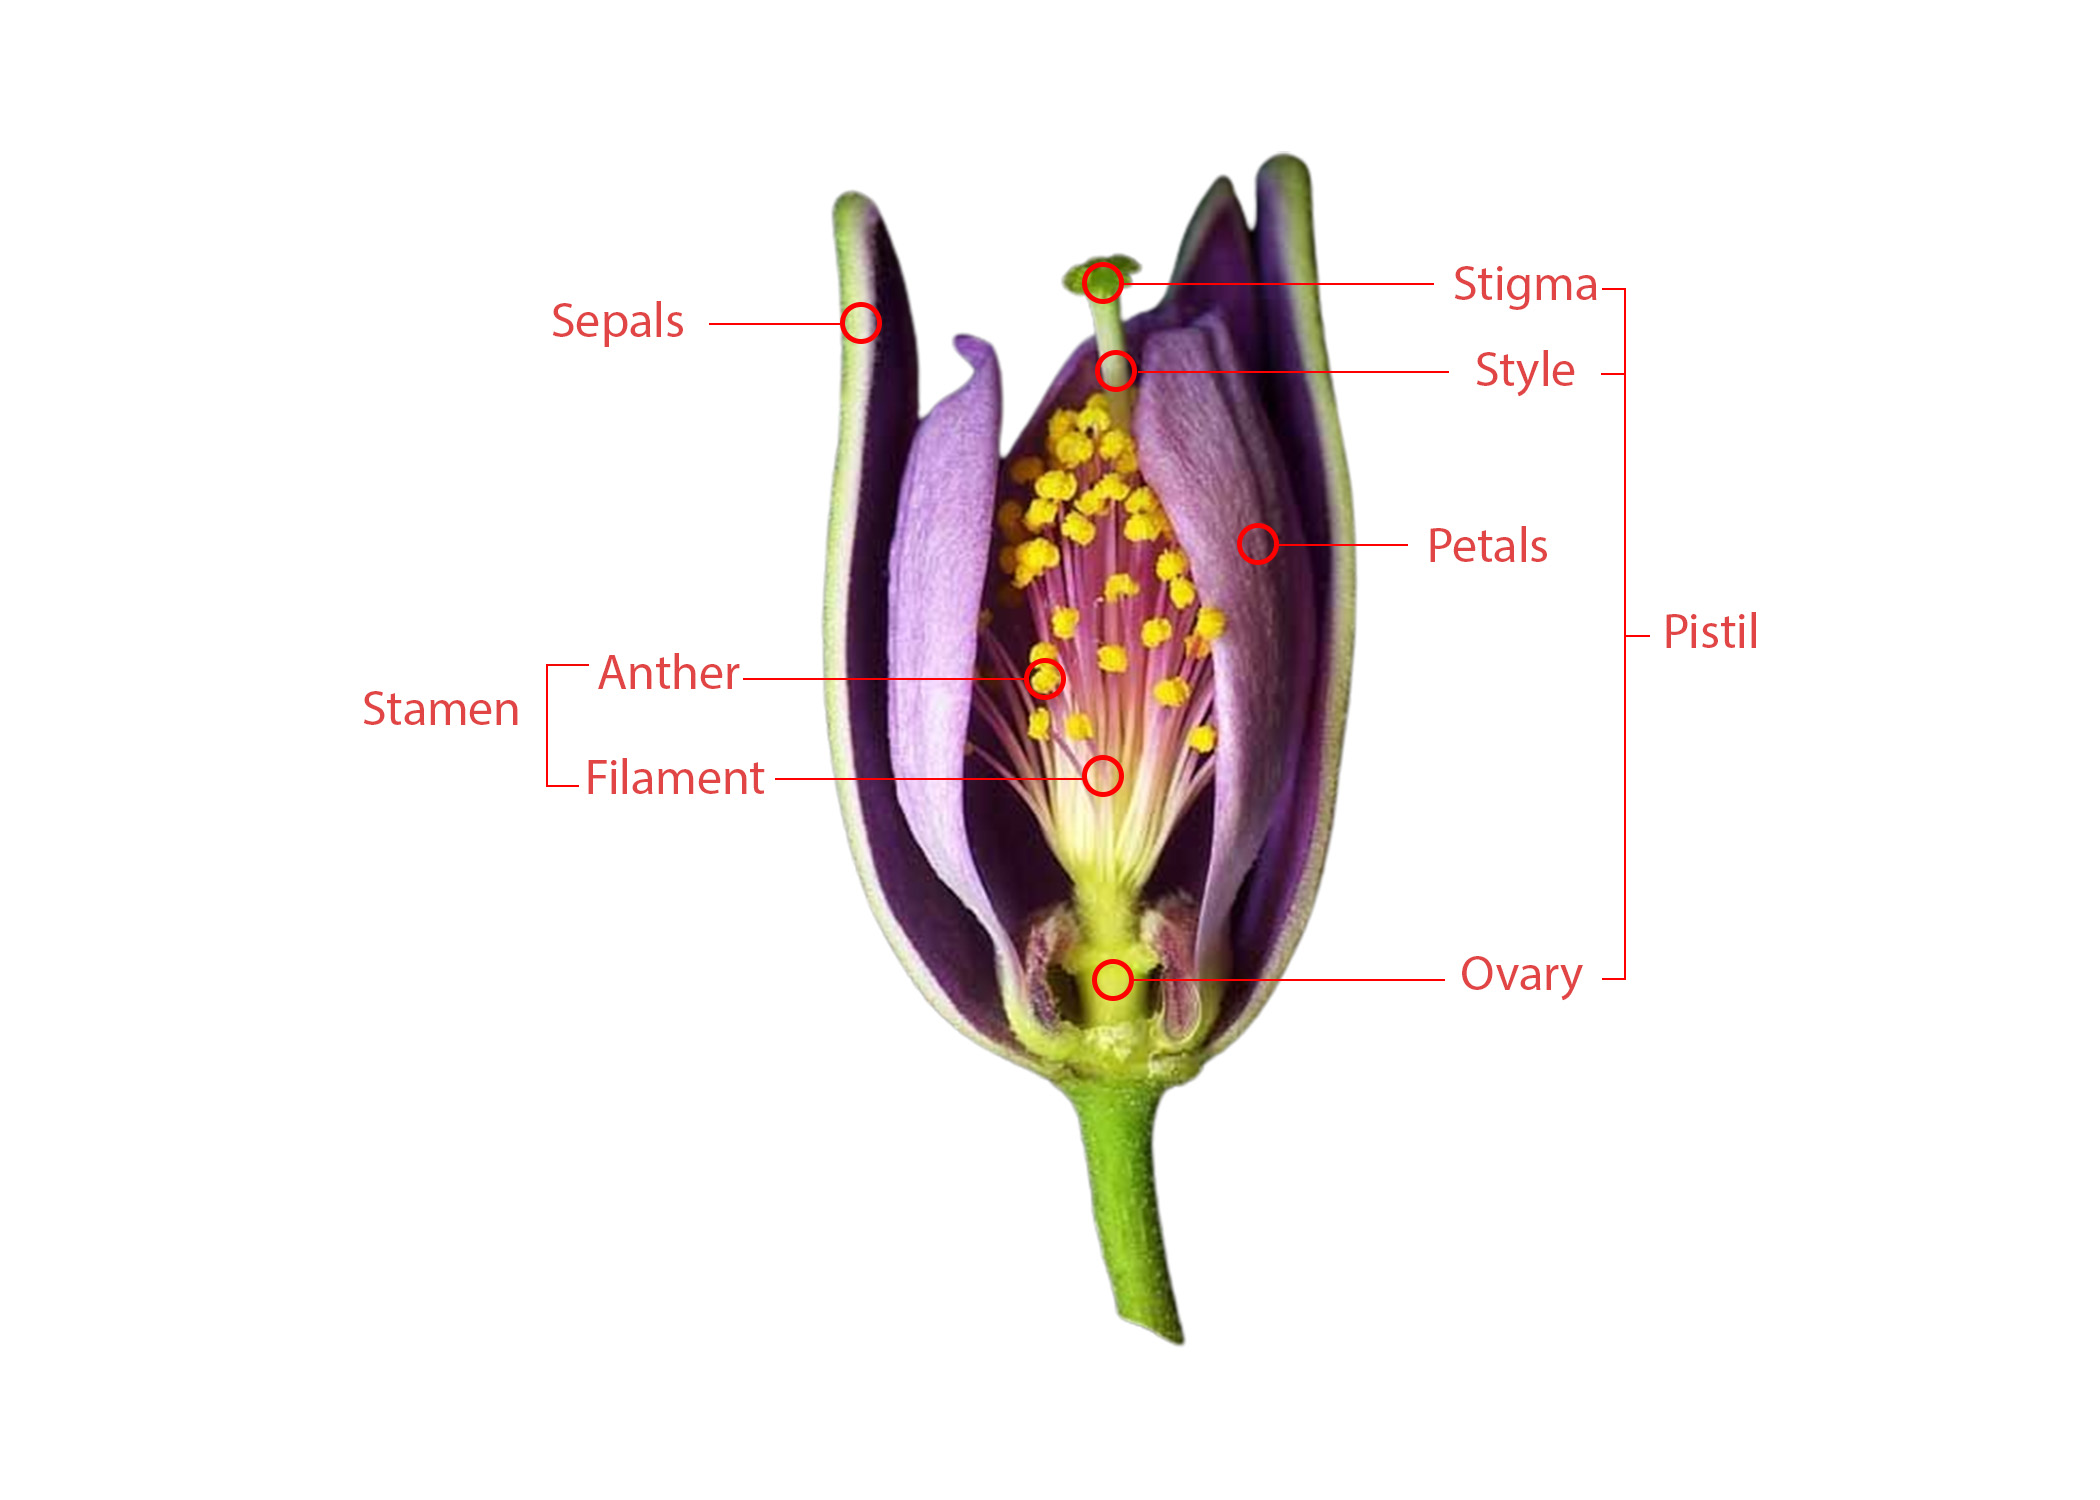 Stigma
Sepals
Style
Petals
Pistil
Anther
Stamen
Filament
Ovary